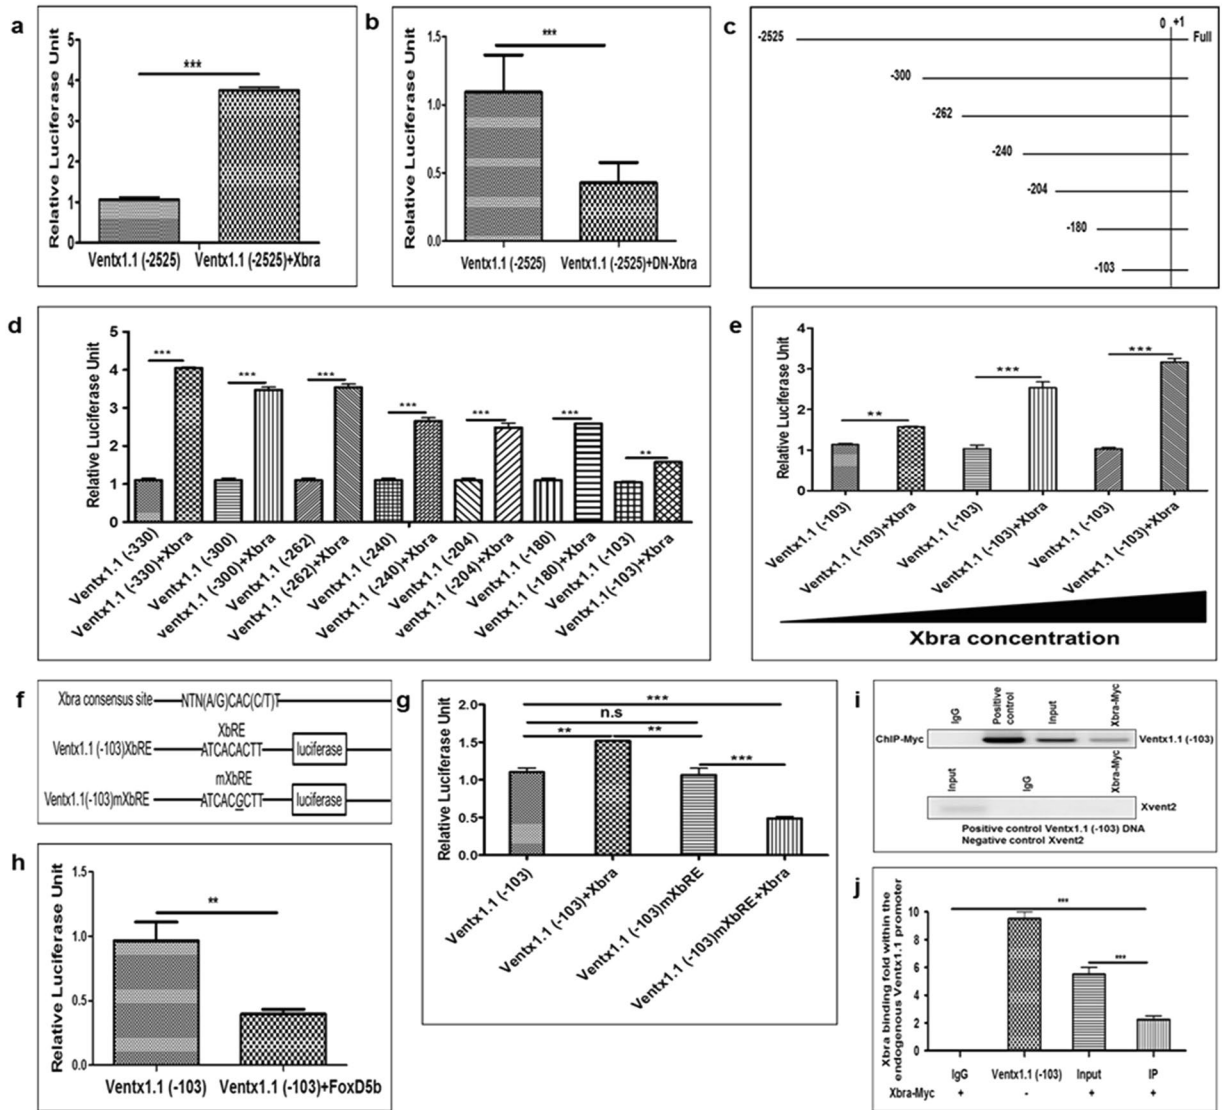 a
Relative Luciferase Unit
5
4
3
2
1
0
***
Ventx1.1 (-2525)
Ventx1.1 (-2525)+Xbra
b
Relative Luciferase Unit
1.5
1.0
0.5
0.0
***
Ventx1.1 (-2525)
Ventx1.1 (-2525)+DN-Xbra
c
0 +1
-2525
Full
-300
-262
-240
-204
-180
-103
d
Relative Luciferase Unit
5
4
3
2
1
0
*** *** *** *** *** *** **
Ventx1.1 (-330)
Ventx1.1 (-330)+Xbra
Ventx1.1 (-300)
ventx1.1 (-300)+Xbra
Ventx1.1 (-262)
Ventx1.1 (-262)+Xbra
Ventx1.1 (-240)
Ventx1.1 (-240)+Xbra
Ventx1.1 (-204)
Ventx1.1 (-204)+Xbra
Ventx1.1 (-180)
Ventx1.1 (-180)+Xbra
Ventx1.1 (-103)
Ventx1.1(-103)+Xbra
e
Relative Luciferase Unit
4
3
2
1
0
** *** ***
Ventx1.1 (-103)
Ventx1.1 (-103)+Xbra
Ventx1.1 (-103)
Ventx1.1 (-103)+Xbra
Ventx1.1 (-103)
Ventx1.1 (-103)+Xbra
Xbra concentration
f
Xbra consensus site NTN(A/G)CAC(C/T)T
XbRE
Ventx1.1 (-103)XbRE ATCACACTT luciferase
mXbRE
Ventx1.1(-103)mXbRE ATCACGCTT luciferase
g
Relative Luciferase Unit
2.0
1.5
1.0
0.5
0.0
***
n.s
** **
***
Ventx1.1 (-103)
Ventx1.1 (-103)+Xbra
Ventx1.1 (-103)mXbRE
Ventx1.1 (-103)mXbRE+Xbra
h
Relative Luciferase Unit
1.5
1.0
0.5
0.0
**
Ventx1.1 (-103)
Ventx1.1 (-103)+FoxD5b
i
IgG
Positive control
Input
Xbra-Myc
ChIP-Myc
Ventx1.1 (-103)
Input
IgG
Xbra-Myc
Xvent2
Positive control Ventx1.1 (-103) DNA
Negative control Xvent2
j
Xbra binding fold within the
endogenous Ventx1.1 promoter
10
8
6
4
2
0
***
***
IgG Ventx1.1 (-103) Input IP
Xbra-Myc + - + +